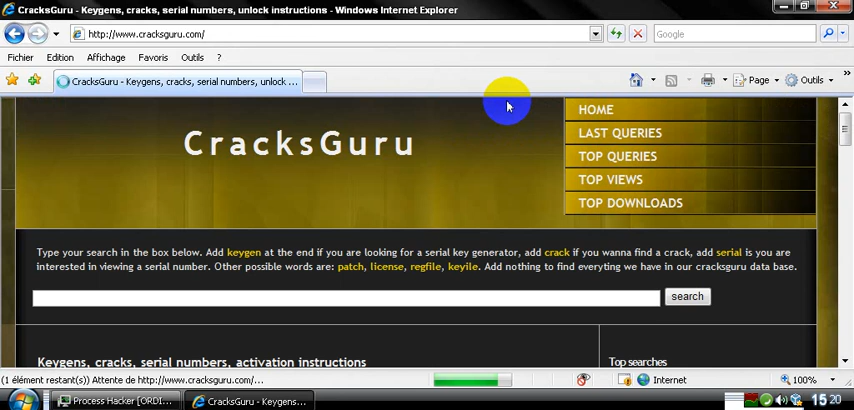 CracksGuru - Keygens, cracks, serial numbers, unlock instructions - Windows Internet Explorer
http://www.cracksguru.com/
Google
Fichier Edition Affichage Favoris Outils ?
CracksGuru - Keygens, cracks, serial numbers, unlock ...
Page Outils
CracksGuru
HOME
LAST QUERIES
TOP QUERIES
TOP VIEWS
TOP DOWNLOADS
Type your search in the box below. Add keygen at the end if you are looking for a serial key generator, add crack if you wanna find a crack, add serial is you are
interested in viewing a serial number. Other possible words are: patch, license, regfile, keyile. Add nothing to find everyting we have in our cracksguru data base.
search
Keygens, cracks, serial numbers, activation instructions
Top searches
(1 élément restant(s)) Attente de http://www.cracksguru.com/...
Internet
100%
Process Hacker [ORDI...
CracksGuru - Keygens...
15 20